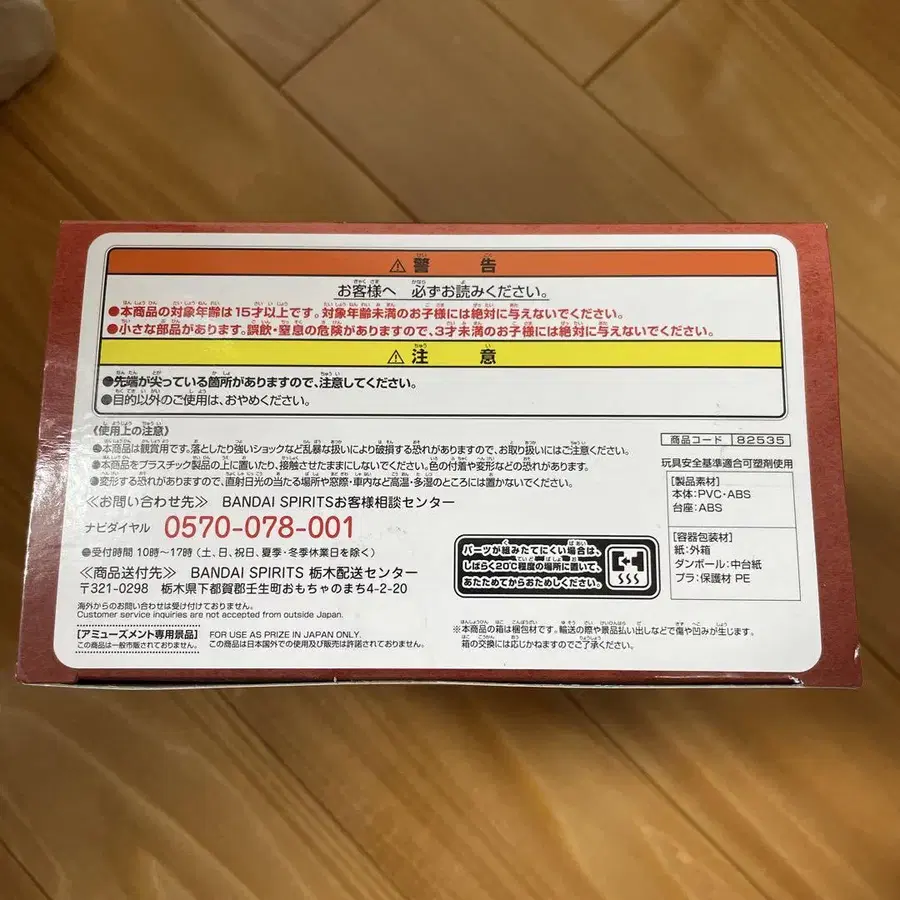 ⚠警告
お客様へ 必ずお読みください。
●本商品の対象年齢は15才以上です。対象年齢未満のお子様には絶対に与えないでください。
●小さな部品があります。誤飲・窒息の危険がありますので、3才未満のお子様には絶対に与えないでください。
⚠注意
●先端が尖っている箇所がありますので、注意してください。
●目的以外のご使用は、おやめください。
《使用上の注意》
●本商品は観賞用です。落としたり強いショックなど乱暴な扱いにより破損する恐れがありますので、お取り扱いにはご注意ください。
●本商品をプラスチック製品の上に置いたり、接触させたままにしないでください。色の付着や変形などの恐れがあります。
●変形する恐れがありますので、直射日光の当たる場所や窓際・車内など高温・多湿のところには置かないでください。
≪お問い合わせ先≫ BANDAI SPIRITSお客様相談センター
ナビダイヤル 0570-078-001
●受付時間 10時~17時(土、日、祝日、夏季・冬季休業日を除く)
≪商品送付先≫ BANDAI SPIRITS 栃木配送センター
〒321-0298 栃木県下都賀郡壬生町おもちゃのまち4-2-20
海外からのお問い合わせは受け付けておりません。
Customer service inquiries are not accepted from outside Japan.
【アミューズメント専用景品】 FOR USE AS PRIZE IN JAPAN ONLY.
この商品は一般市販されておりません。 この商品は日本国外での使用及び販売は許諾されておりません。
パーツが組みたてにくい場合は、
しばらく20℃程度の場所に置いて、
あたためてからおためしください。
※本商品の箱は梱包材です。輸送の際や景品払い出しなどで傷や凹みが生じます。
箱の交換には応じかねますのでご了承ください。
商品コード 82535
玩具安全基準適合可塑剤使用
[製品素材]
本体:PVC・ABS
台座:ABS
[容器包装材]
紙:外箱
ダンボール:中台紙
プラ:保護材 PE